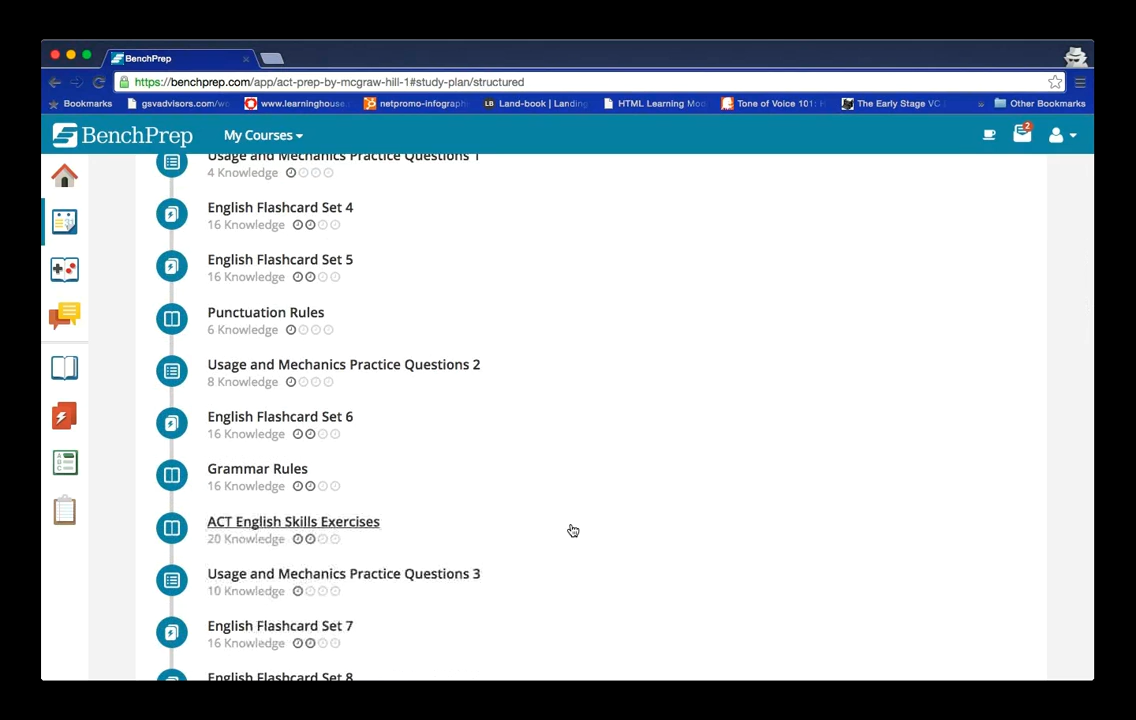 BenchPrep
https://benchprep.com/app/act-prep-by-mcgraw-hill-1#study-plan/structured
Bookmarks
gsvadvisors.com/w
www.learninghouse.
netpromo-infograph
LB Land-book | Landing
HTML Learning Mod
Tone of Voice 101:
The Early Stage VC
»
Other Bookmarks
BenchPrep
My Courses
2
Usage and Mechanics Practice Questions 1
4 Knowledge
English Flashcard Set 4
16 Knowledge
English Flashcard Set 5
16 Knowledge
Punctuation Rules
6 Knowledge
Usage and Mechanics Practice Questions 2
8 Knowledge
English Flashcard Set 6
16 Knowledge
Grammar Rules
16 Knowledge
ACT English Skills Exercises
20 Knowledge
Usage and Mechanics Practice Questions 3
10 Knowledge
English Flashcard Set 7
16 Knowledge
English Flashcard Set 8